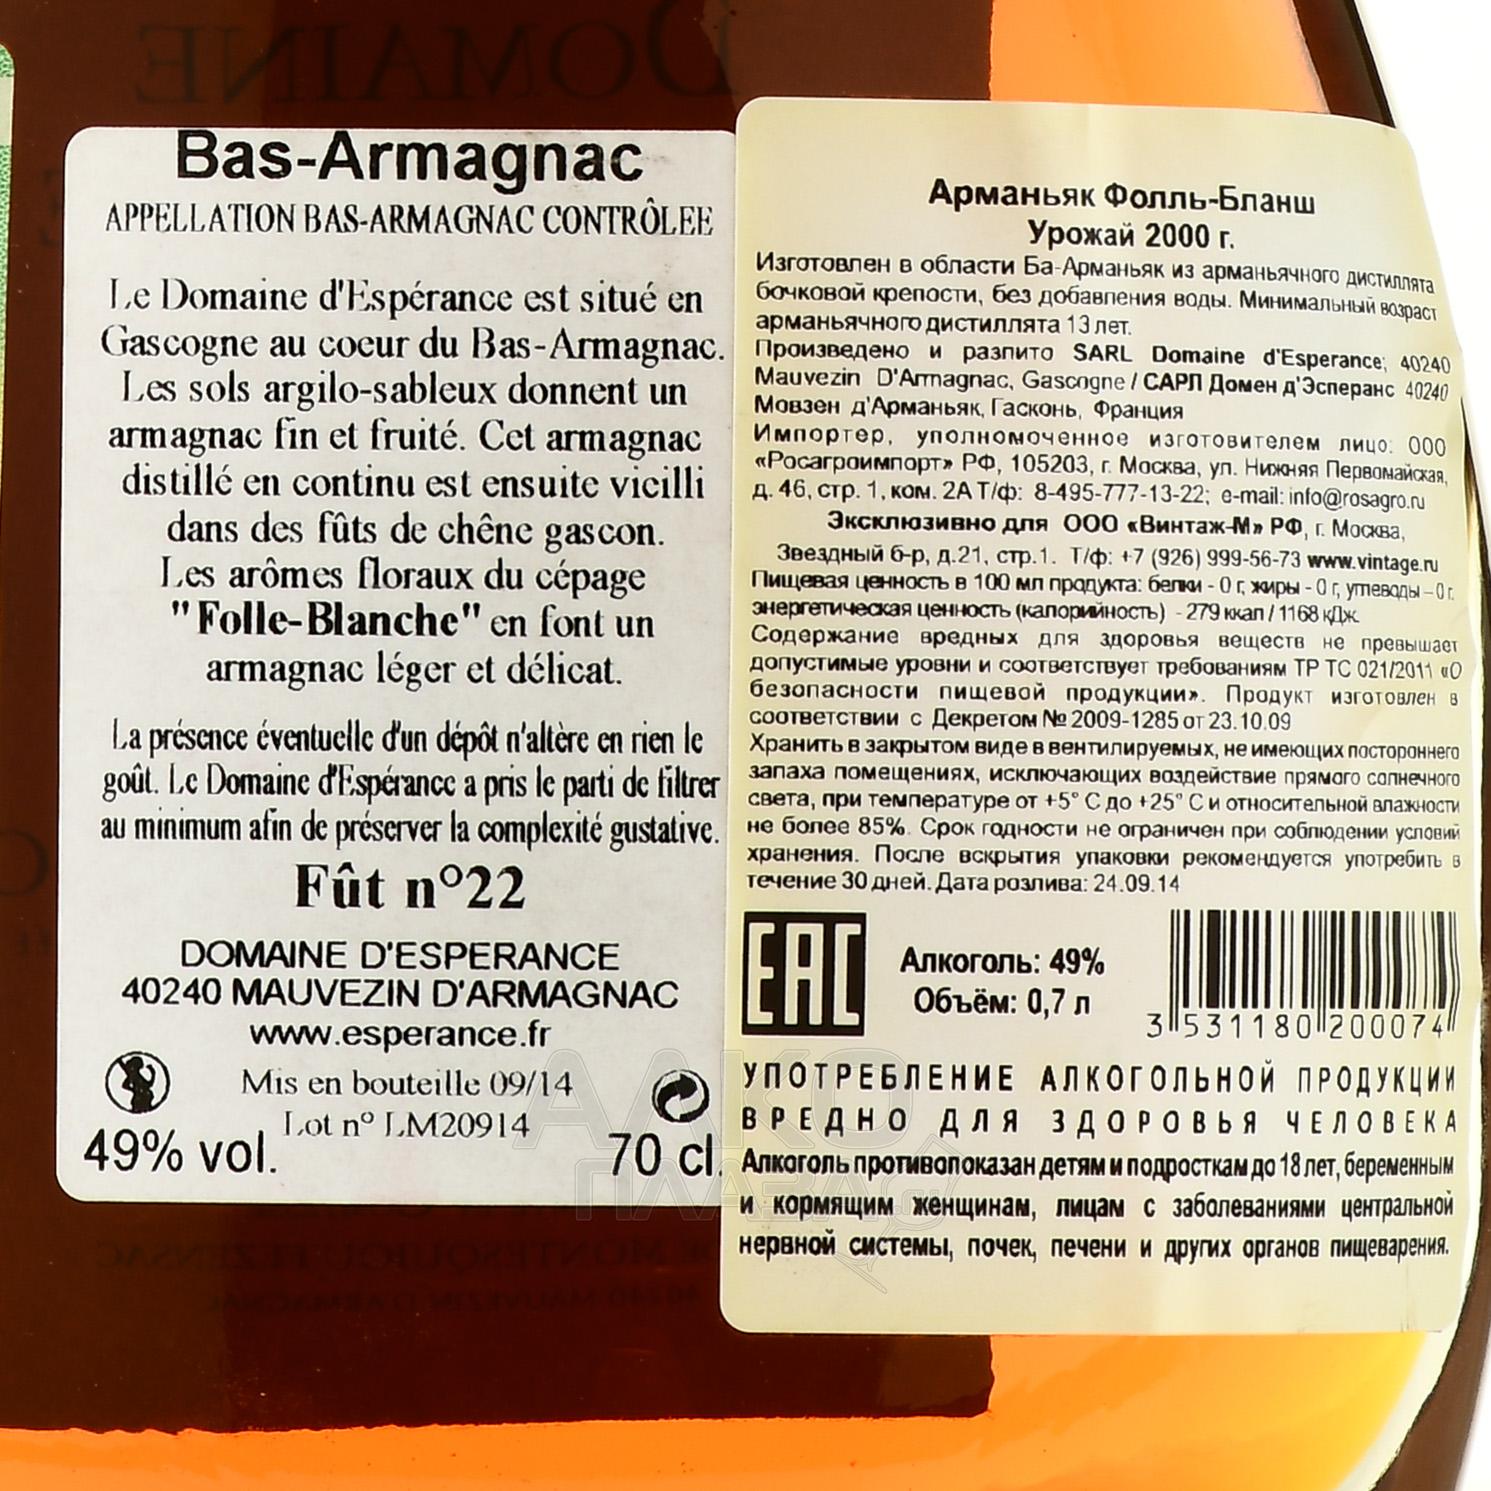 DOMAINE
Bas-Armagnac
APPELLATION BAS-ARMAGNAC CONTRÔLEE
Le Domaine d'Espérance est situé en
Gascogne au coeur du Bas-Armagnac.
Les sols argilo-sableux donnent un
armagnac fin et fruité. Cet armagnac
distillé en continu est ensuite vieilli
dans des fûts de chêne gascon.
Les arômes floraux du cépage
"Folle-Blanche" en font un
armagnac léger et délicat.
La présence éventuelle d'un dépôt n'altère en rien le
goût. Le Domaine d'Espérance a pris le parti de filtrer
au minimum afin de préserver la complexité gustative.
Fût n°22
DOMAINE D'ESPERANCE
40240 MAUVEZIN D'ARMAGNAC
www.esperance.fr
Mis en bouteille 09/14
Lot n° LM20914
49% vol.
70 cl.
Арманьяк Фолль-Бланш
Урожай 2000 г.
Изготовлен в области Ба-Арманьяк из арманьячного дистиллята
бочковой крепости, без добавления воды. Минимальный возраст
арманьячного дистиллята 13 лет.
Произведено и разлито SARL Domaine d'Esperance; 40240
Mauvezin D'Armagnac, Gascogne / САРЛ Домен д'Эсперанс 40240
Мовзен д'Арманьяк, Гасконь, Франция
Импортер, уполномоченное изготовителем лицо: ООО
«Росагроимпорт» РФ, 105203, г. Москва, ул. Нижняя Первомайская,
д. 46, стр. 1, ком. 2А Т/ф: 8-495-777-13-22; e-mail: info@rosagro.ru
Эксклюзивно для ООО «Винтаж-М» РФ, г. Москва,
Звездный б-р, д.21, стр.1. Т/ф: +7 (926) 999-56-73 www.vintage.ru
Пищевая ценность в 100 мл продукта: белки - 0 г, жиры - 0 г, углеводы – 0 г.
энергетическая ценность (калорийность) - 279 ккал / 1168 кДж.
Содержание вредных для здоровья веществ не превышает
допустимые уровни и соответствует требованиям ТР ТС 021/2011 «О
безопасности пищевой продукции». Продукт изготовлен в
соответствии с Декретом № 2009-1285 от 23.10.09
Хранить в закрытом виде в вентилируемых, не имеющих постороннего
запаха помещениях, исключающих воздействие прямого солнечного
света, при температуре от +5° С до +25° С и относительной влажности
не более 85%. Срок годности не ограничен при соблюдении условий
хранения. После вскрытия упаковки рекомендуется употребить в
течение 30 дней. Дата розлива: 24.09.14
EAC
Алкоголь: 49%
Объём: 0,7 л
3 531180 200074
УПОТРЕБЛЕНИЕ АЛКОГОЛЬНОЙ ПРОДУКЦИИ
ВРЕДНО ДЛЯ ЗДОРОВЬЯ ЧЕЛОВЕКА
Алкоголь противопоказан детям и подросткам до 18 лет, беременным
и кормящим женщинам, лицам с заболеваниями центральной
нервной системы, почек, печени и других органов пищеварения.
АЛКО
ПЛАЗА
DE MONTESQUIOU FEZENSAC
40240 MAUVEZIN D'ARMAGNAC